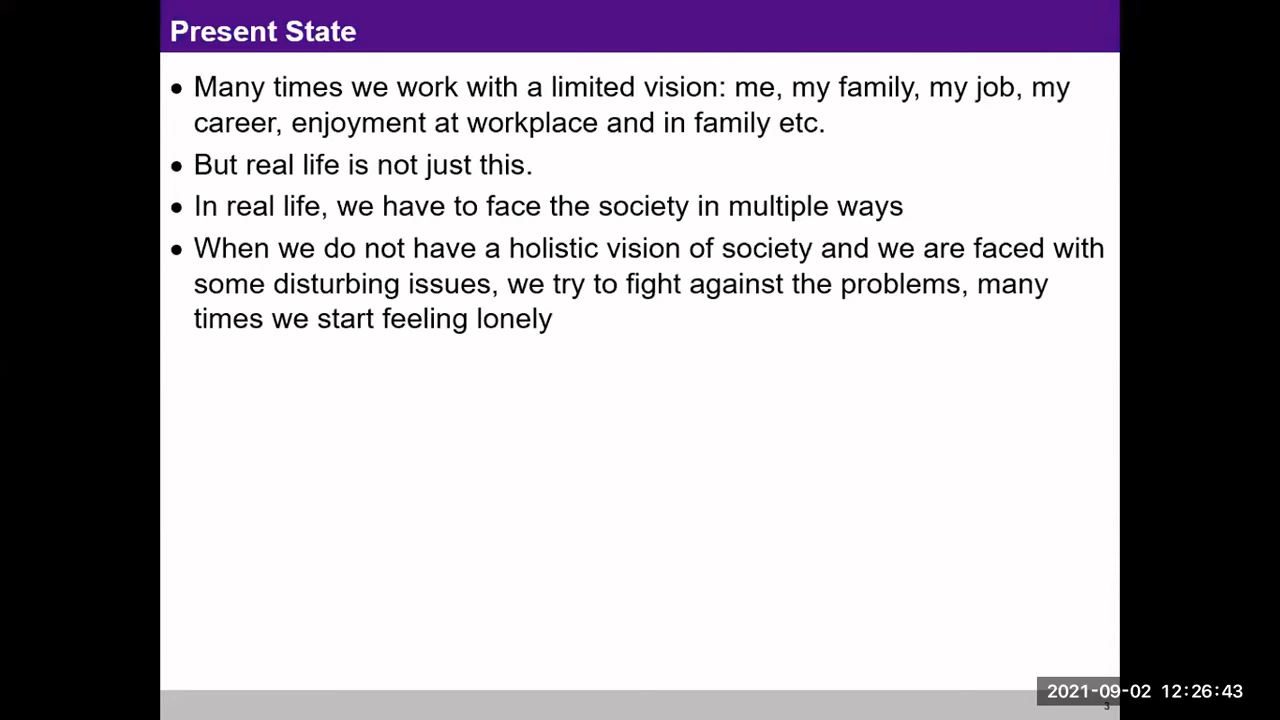 Present State
• Many times we work with a limited vision: me, my family, my job, my
career, enjoyment at workplace and in family etc.
• But real life is not just this.
• In real life, we have to face the society in multiple ways
• When we do not have a holistic vision of society and we are faced with
some disturbing issues, we try to fight against the problems, many
times we start feeling lonely
2021-09-02 12:26:43
3